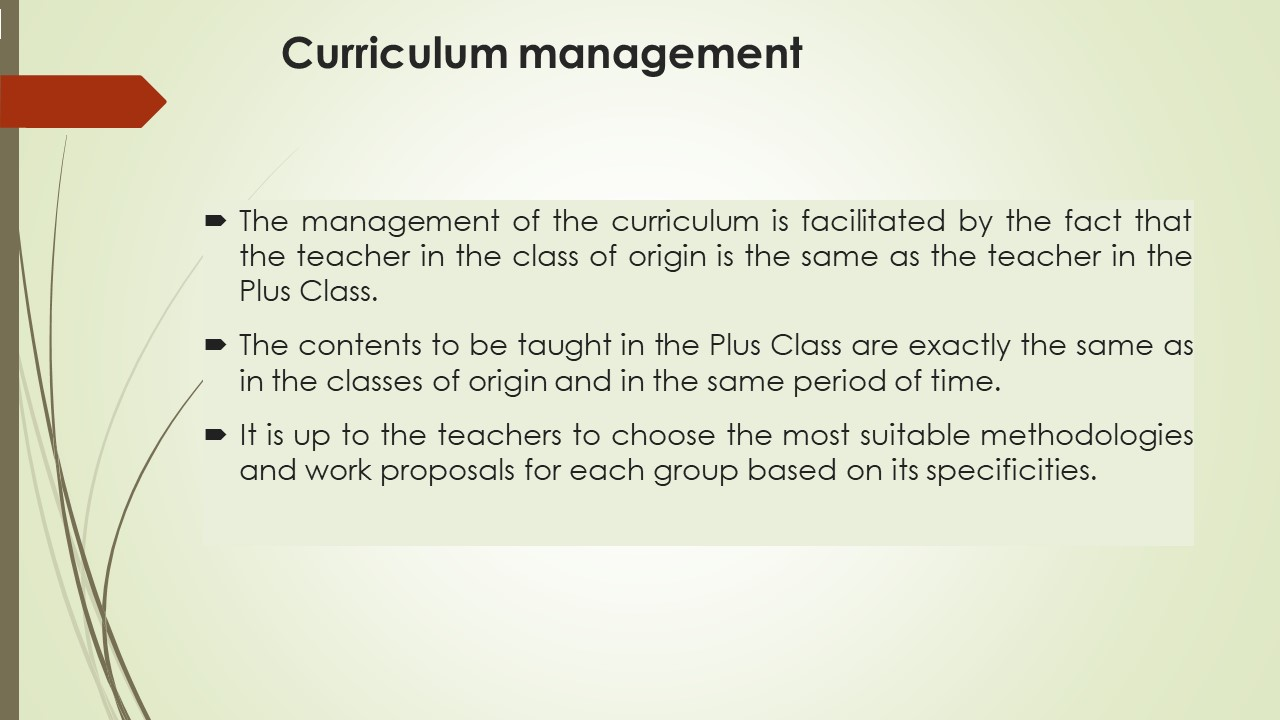 Curriculum management
The management of the curriculum is facilitated by the fact that
the teacher in the class of origin is the same as the teacher in the
Plus Class.
The contents to be taught in the Plus Class are exactly the same as
in the classes of origin and in the same period of time.
It is up to the teachers to choose the most suitable methodologies
and work proposals for each group based on its specificities.